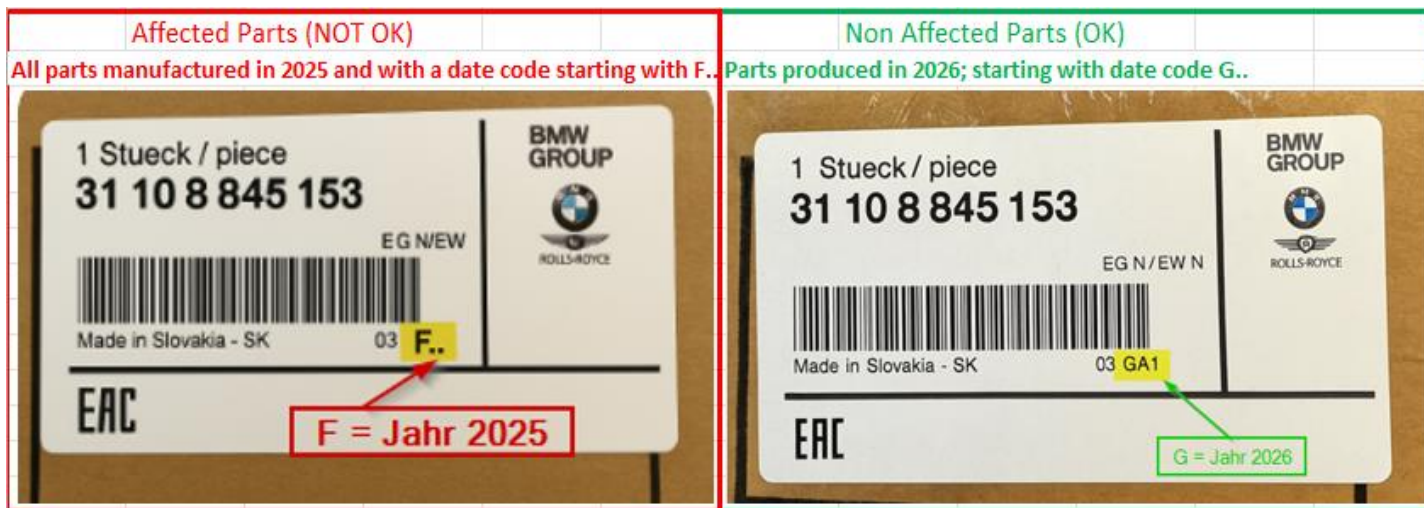 Affected Parts (NOT OK)
All parts manufactured in 2025 and with a date code starting with F..
1 Stueck / piece
31 10 8 845 153
EG N/EW
Made in Slovakia - SK 03 F..
EAC
F = Jahr 2025
BMW
GROUP
BMW
ROLLS-ROYCE
Non Affected Parts (OK)
Parts produced in 2026; starting with date code G..
1 Stueck / piece
31 10 8 845 153
EG N / EW N
Made in Slovakia - SK 03 GA1
EAC
G = Jahr 2026
BMW
GROUP
BMW
ROLLS-ROYCE